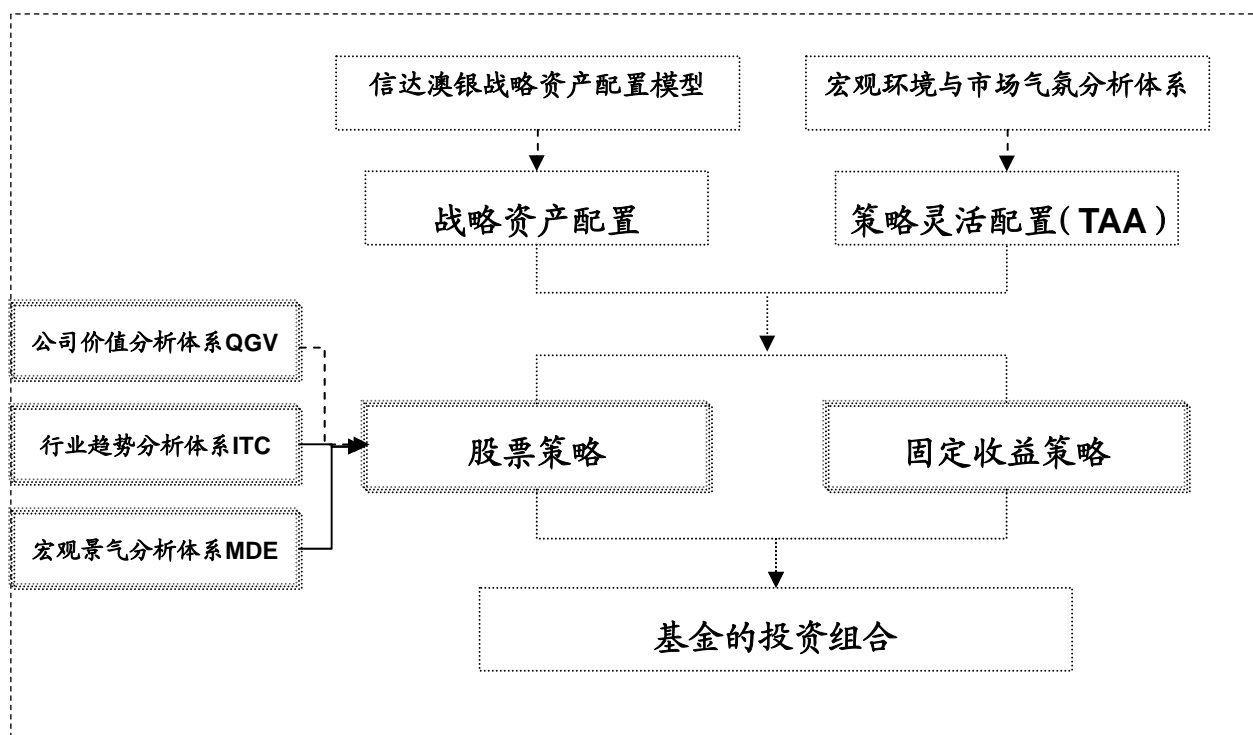 信达澳银战略资产配置模型
宏观环境与市场气氛分析体系
战略资产配置
策略灵活配置(TAA)
公司价值分析体系QGV
行业趋势分析体系ITC
宏观景气分析体系MDE
股票策略
固定收益策略
基金的投资组合